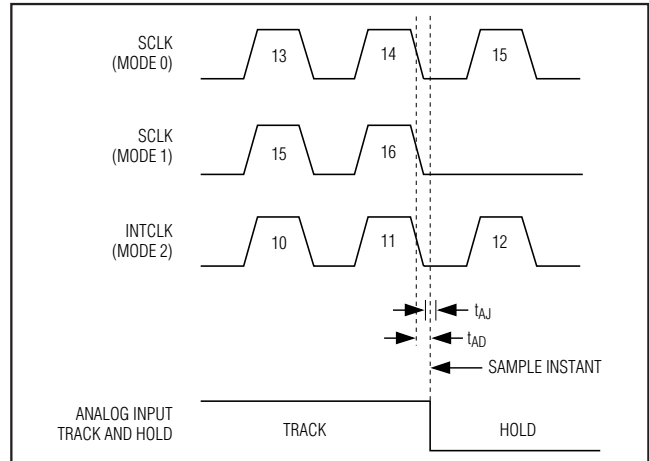 SCLK
(MODE 0)
13
14
15
SCLK
(MODE 1)
15
16
INTCLK
(MODE 2)
10
11
12
tAJ
tAD
SAMPLE INSTANT
ANALOG INPUT
TRACK AND HOLD
TRACK
HOLD